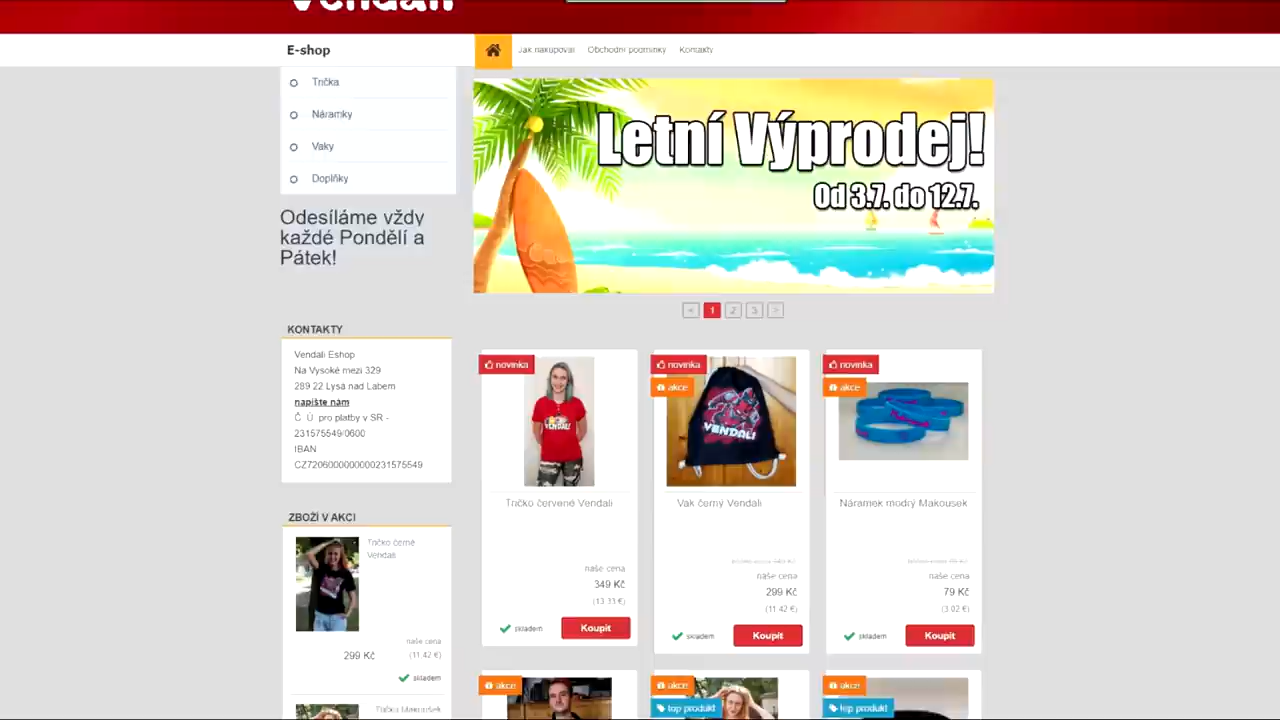 Vendali
E-shop
Jak nakupovat
Obchodní podmínky
Kontakty
Trička
Náramky
Vaky
Doplňky
Letní Výprodej!
Od 3.7. do 12.7.
Odesíláme vždy
každé Pondělí a
Pátek!
< 1 2 3 >
KONTAKTY
Vendali Eshop
Na Vysoké mezi 329
289 22 Lysá nad Labem
napište nám
Č Ú pro platby v SR -
231575549/0600
IBAN
CZ7206000000000231575549
ZBOŽÍ V AKCI
Tričko černé
Vendali
naše cena
299 Kč
(11.42 €)
skladem
Tričko Makoušek
novinka
VENDALI
Tričko červené Vendali
naše cena
349 Kč
(13.33 €)
skladem
Koupit
novinka
akce
VENDALI
Vak černý Vendali
naše cena
299 Kč
(11.42 €)
skladem
Koupit
novinka
akce
Náramek modrý Makousek
naše cena
79 Kč
(3.02 €)
skladem
Koupit
akce
akce
top produkt
akce
top produkt